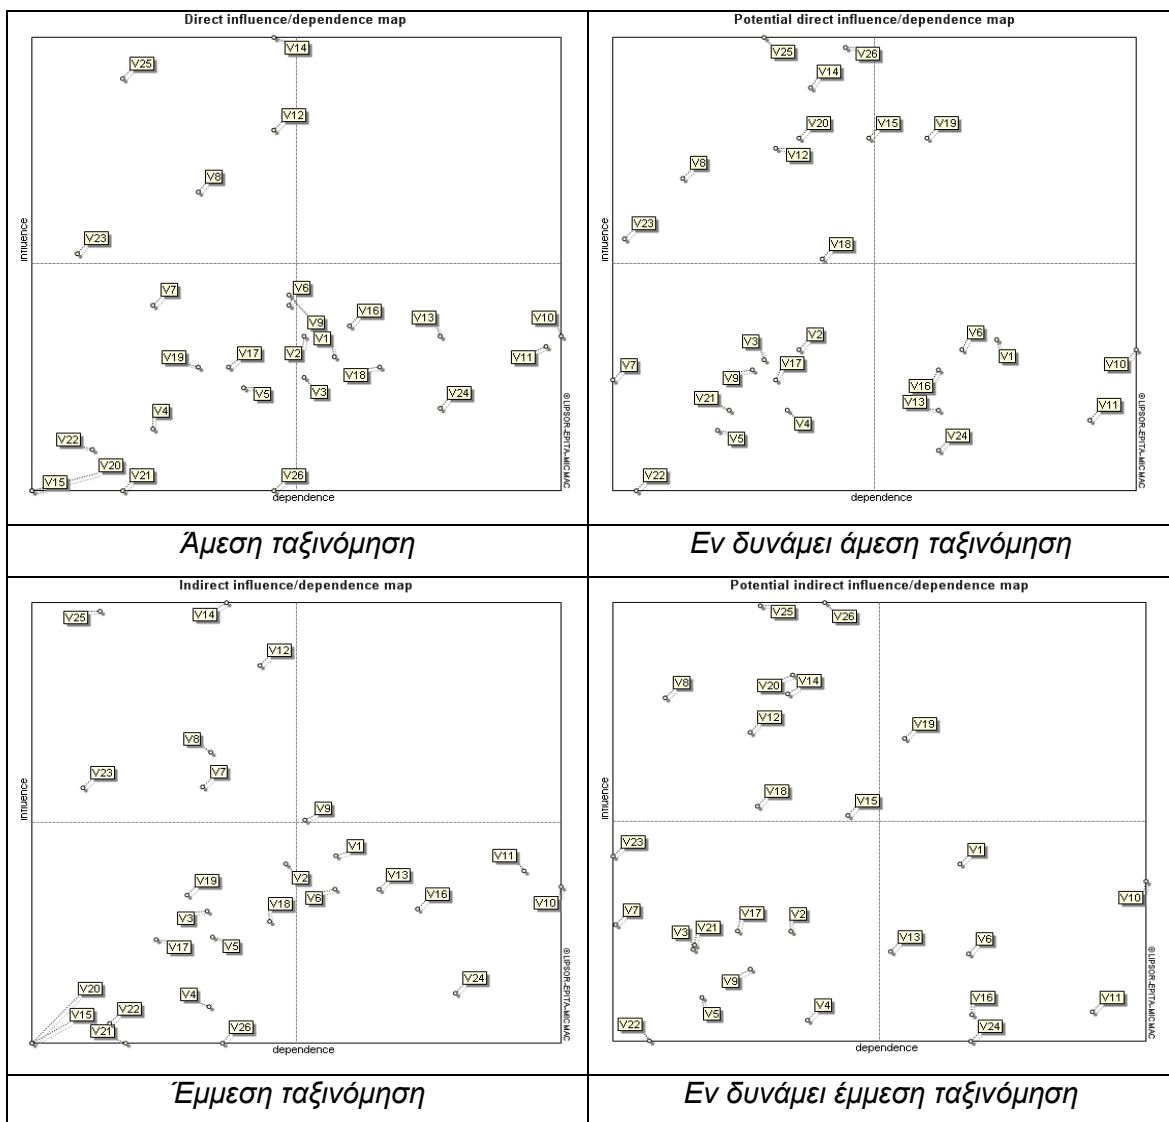 Direct influence/dependence map
V14
V25
V12
V8
V23
V7
V6
V9
V16
V13
V10
V1
V2
V11
V19
V17
V18
V5
V3
V24
V4
V22
V20
V15
V21
V26
influence
dependence
© LIPSOR-EPITA-MICMAC
Potential direct influence/dependence map
V25
V26
V14
V20
V15
V19
V12
V8
V23
V18
V6
V3
V2
V1
V10
V7
V17
V9
V16
V21
V13
V11
V4
V5
V24
V22
influence
dependence
© LIPSOR-EPITA-MICMAC
Άμεση ταξινόμηση
Εν δυνάμει άμεση ταξινόμηση
Indirect influence/dependence map
V25
V14
V12
V8
V23
V7
V9
V1
V11
V2
V19
V13
V6
V16
V18
V10
V3
V17
V5
V24
V20
V4
V15
V22
V21
V26
influence
dependence
© LIPSOR-EPITA-MICMAC
Potential indirect influence/dependence map
V25
V26
V8
V20
V14
V12
V19
V18
V15
V23
V1
V10
V7
V17
V2
V21
V3
V13
V6
V9
V16
V11
V5
V4
V22
V24
influence
dependence
© LIPSOR-EPITA-MICMAC
Έμμεση ταξινόμηση
Εν δυνάμει έμμεση ταξινόμηση